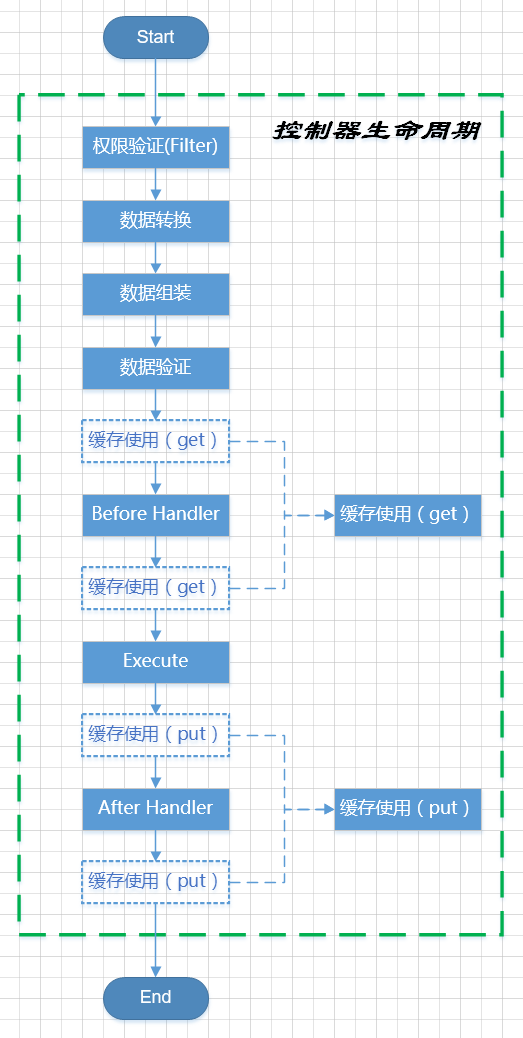 Start
控制器生命周期
权限验证(Filter)
数据转换
数据组装
数据验证
缓存使用（get）
Before Handler
缓存使用（get）
缓存使用（get）
Execute
缓存使用（put）
After Handler
缓存使用（put）
缓存使用（put）
End